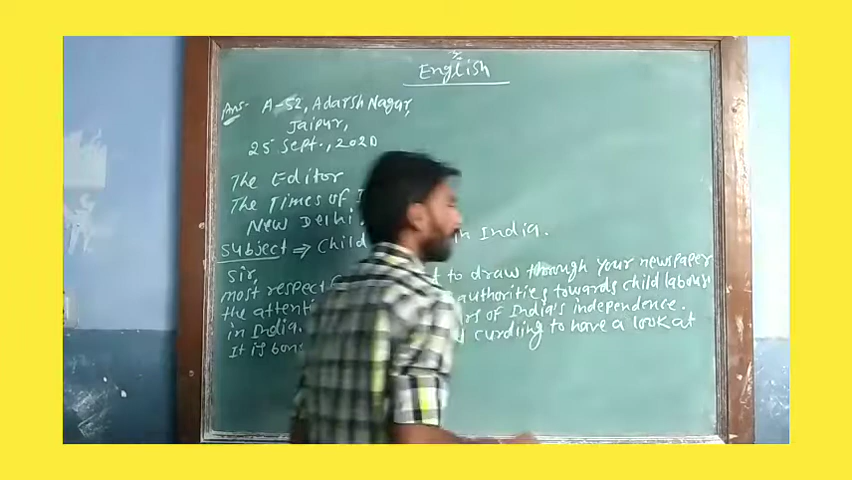 English
Ans- A-52, Adarsh Nagar,
Jaipur,
25 Sept., 2020
The Editor
The Times of
New Delhi.
Subject ⇒ Child in India.
Sir,
most respect to draw through your newspaper
the attenti authorities towards child labours
in India. of India's independence.
It is curdling to have a look at